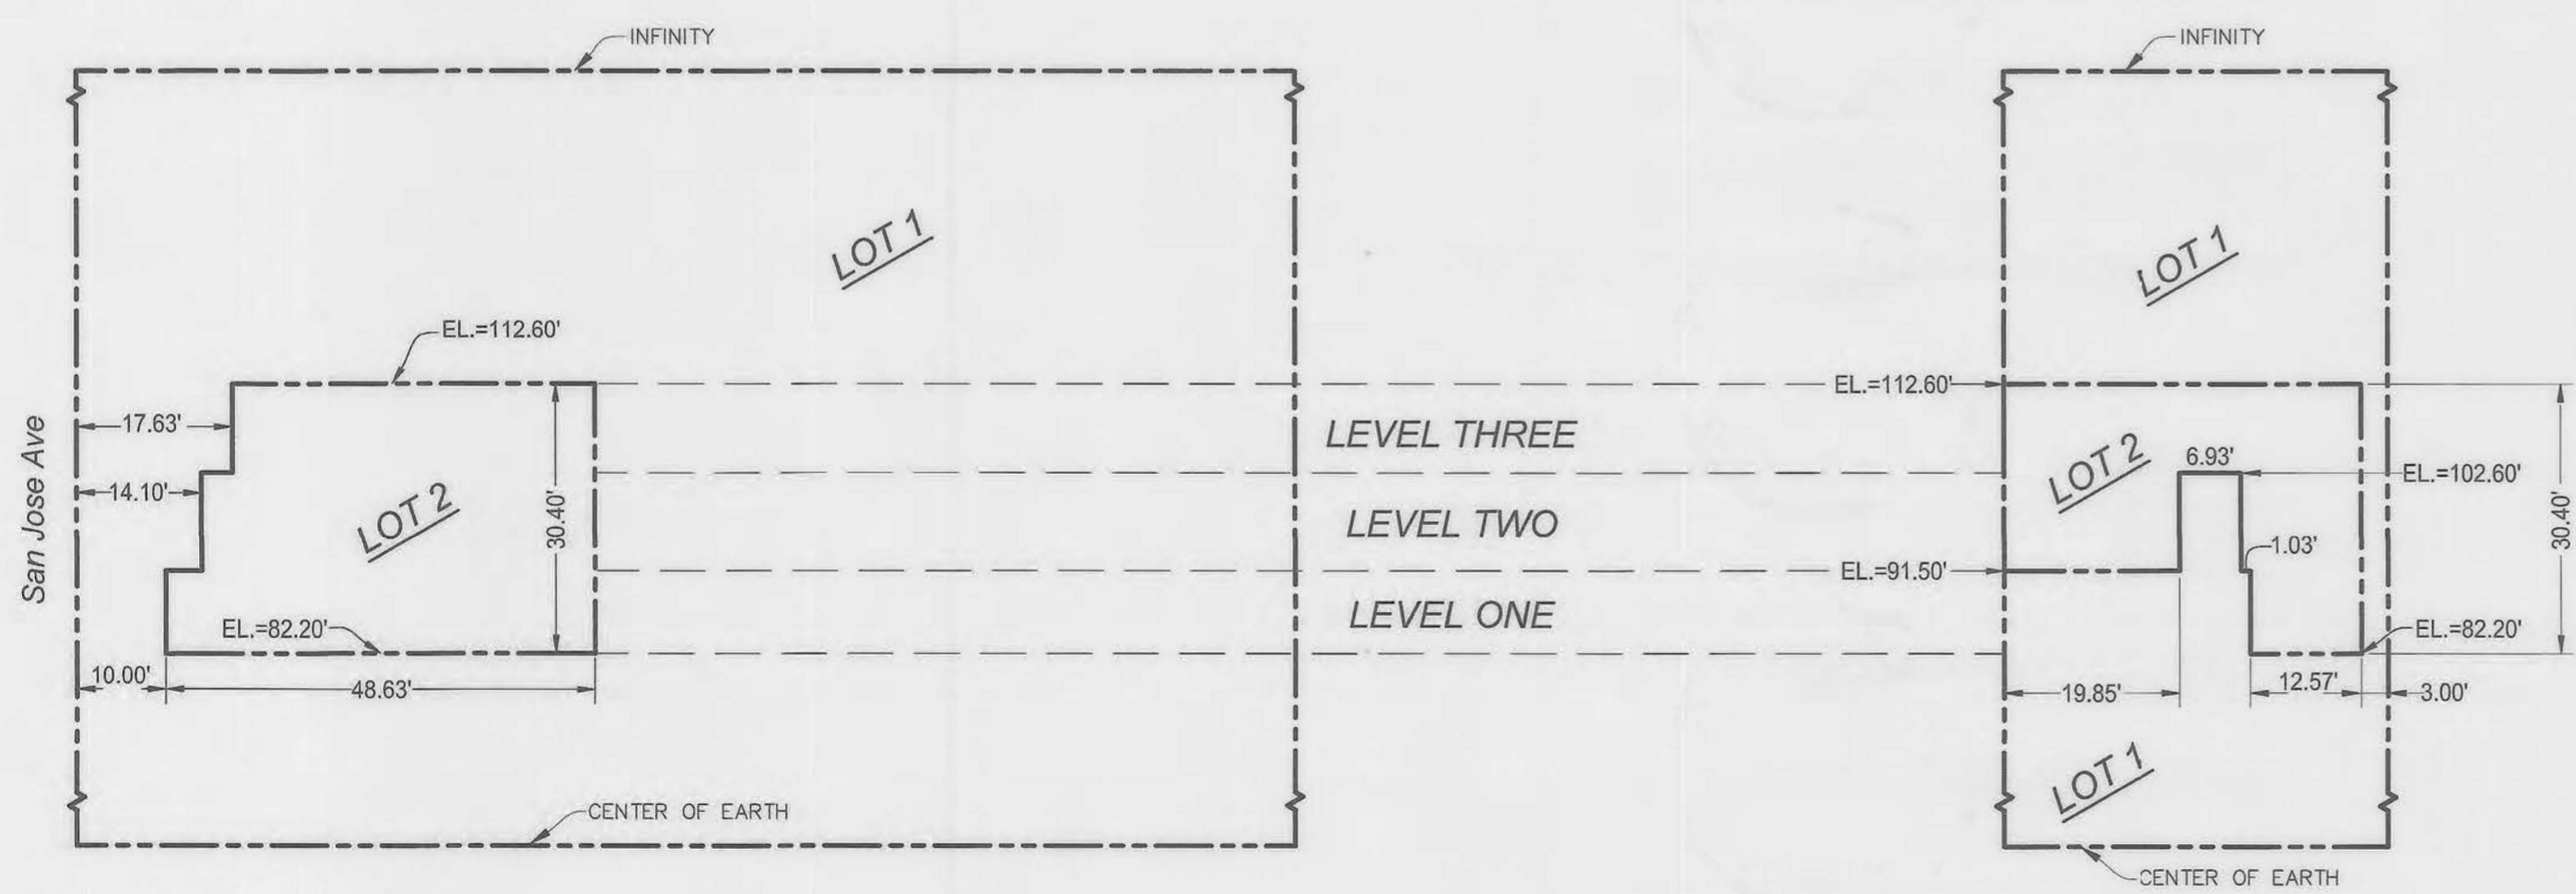 INFINITY
LOT 1
EL.=112.60'
17.63'
14.10'
San Jose Ave
LOT 2
30.40'
EL.=82.20'
10.00'
48.63'
CENTER OF EARTH
LEVEL THREE
LEVEL TWO
LEVEL ONE
INFINITY
LOT 1
EL.=112.60'
LOT 2
6.93'
EL.=102.60'
1.03'
30.40'
EL.=91.50'
EL.=82.20'
19.85'
12.57'
3.00'
LOT 1
CENTER OF EARTH